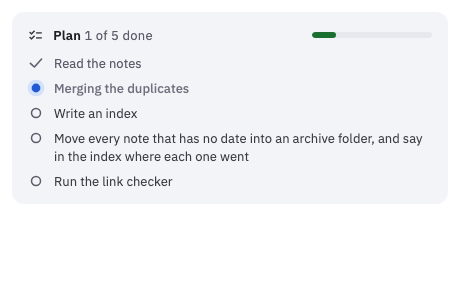 Plan 1 of 5 done
Read the notes
Merging the duplicates
Write an index
Move every note that has no date into an archive folder, and say
in the index where each one went
Run the link checker